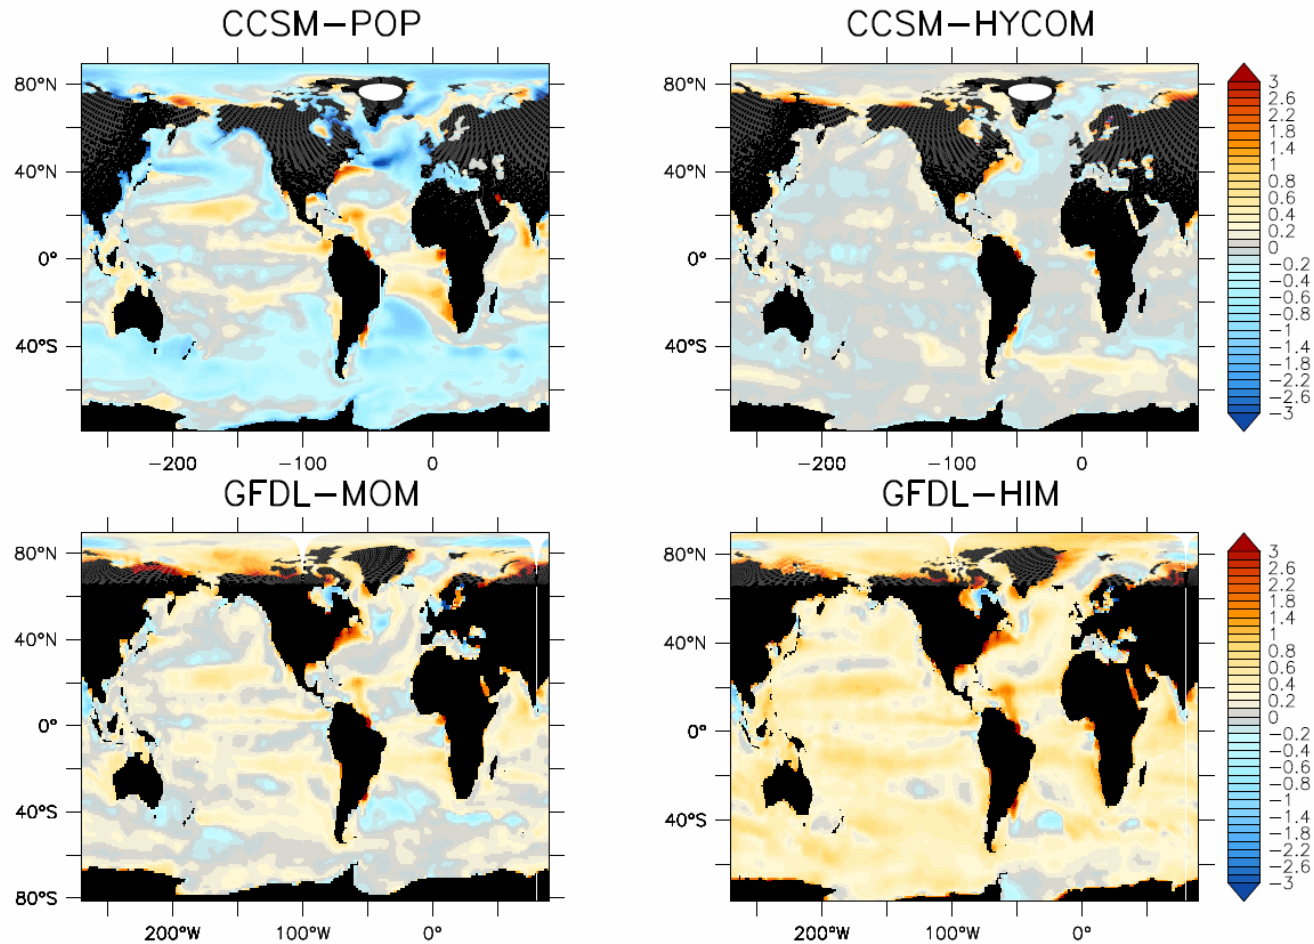 CCSM-POP
CCSM-HYCOM
80°N
40°N
0°
40°S
-200
-100
0
80°N
40°N
0°
40°S
-200
-100
0
3
2.6
2.2
1.8
1.4
1
0.8
0.6
0.4
0.2
0
-0.2
-0.4
-0.6
-0.8
-1
-1.4
-1.8
-2.2
-2.6
-3
GFDL-MOM
GFDL-HIM
80°N
40°N
0°
40°S
80°S
200°W
100°W
0°
80°N
40°N
0°
40°S
200°W
100°W
0°
3
2.6
2.2
1.8
1.4
1
0.8
0.6
0.4
0.2
0
-0.2
-0.4
-0.6
-0.8
-1
-1.4
-1.8
-2.2
-2.6
-3